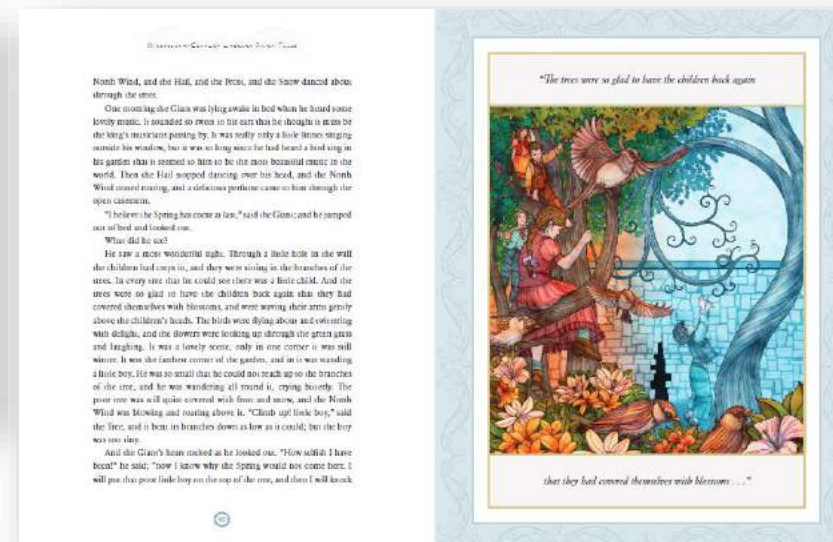 North Wind, and the Hail, and the Frost, and the Snow danced about
through the trees.
One morning the Giant was lying awake in bed when he heard some
lovely music. It sounded so sweet to his ears that he thought it must be
the king's musicians passing by. It was really only a little linnet singing
outside his window, but it was so long since he had heard a bird sing in
his garden that it seemed to him to be the most beautiful music in the
world. Then the Hail stopped dancing over his head, and the North
Wind ceased roaring, and a delicious perfume came to him through the
open casement.
"I believe the Spring has come at last," said the Giant; and he jumped
out of bed and looked out.
What did he see?
He saw a most wonderful sight. Through a little hole in the wall
the children had crept in, and they were sitting in the branches of the
trees. In every tree that he could see there was a little child. And the
trees were so glad to have the children back again that they had
covered themselves with blossoms, and were waving their arms gently
above the children's heads. The birds were flying about and twittering
with delight, and the flowers were looking up through the green grass
and laughing. It was a lovely scene, only in one corner it was still
winter. It was the farthest corner of the garden, and in it was standing
a little boy. He was so small that he could not reach up to the branches
of the tree, and he was wandering all round it, crying bitterly. The
poor tree was still quite covered with frost and snow, and the North
Wind was blowing and roaring above it. "Climb up! little boy," said
the Tree, and it bent its branches down as low as it could; but the boy
was too tiny.
And the Giant's heart melted as he looked out. "How selfish I have
been!" he said; "now I know why the Spring would not come here. I
will put that poor little boy on the top of the tree, and then I will knock
"The trees were so glad to have the children back again
that they had covered themselves with blossoms . . ."